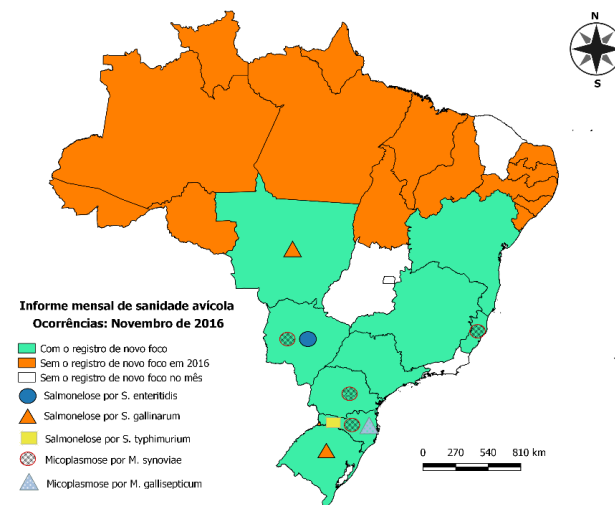 N
S
Informe mensal de sanidade avícola
Ocorrências: Novembro de 2016
Com o registro de novo foco
Sem o registro de novo foco em 2016
Sem o registro de novo foco no mês
Salmonelose por S. enteritidis
Salmonelose por S. gallinarum
Salmonelose por S. typhimurium
Micoplasmose por M. synoviae
Micoplasmose por M. gallisepticum
0 270 540 810 km